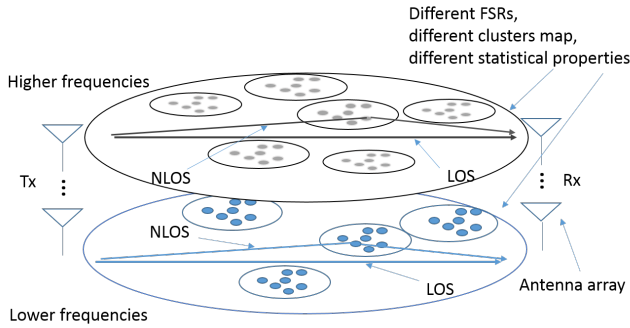 Different FSRs,
different clusters map,
different statistical properties
Higher frequencies
Tx
Rx
NLOS
LOS
NLOS
LOS
Antenna array
Lower frequencies